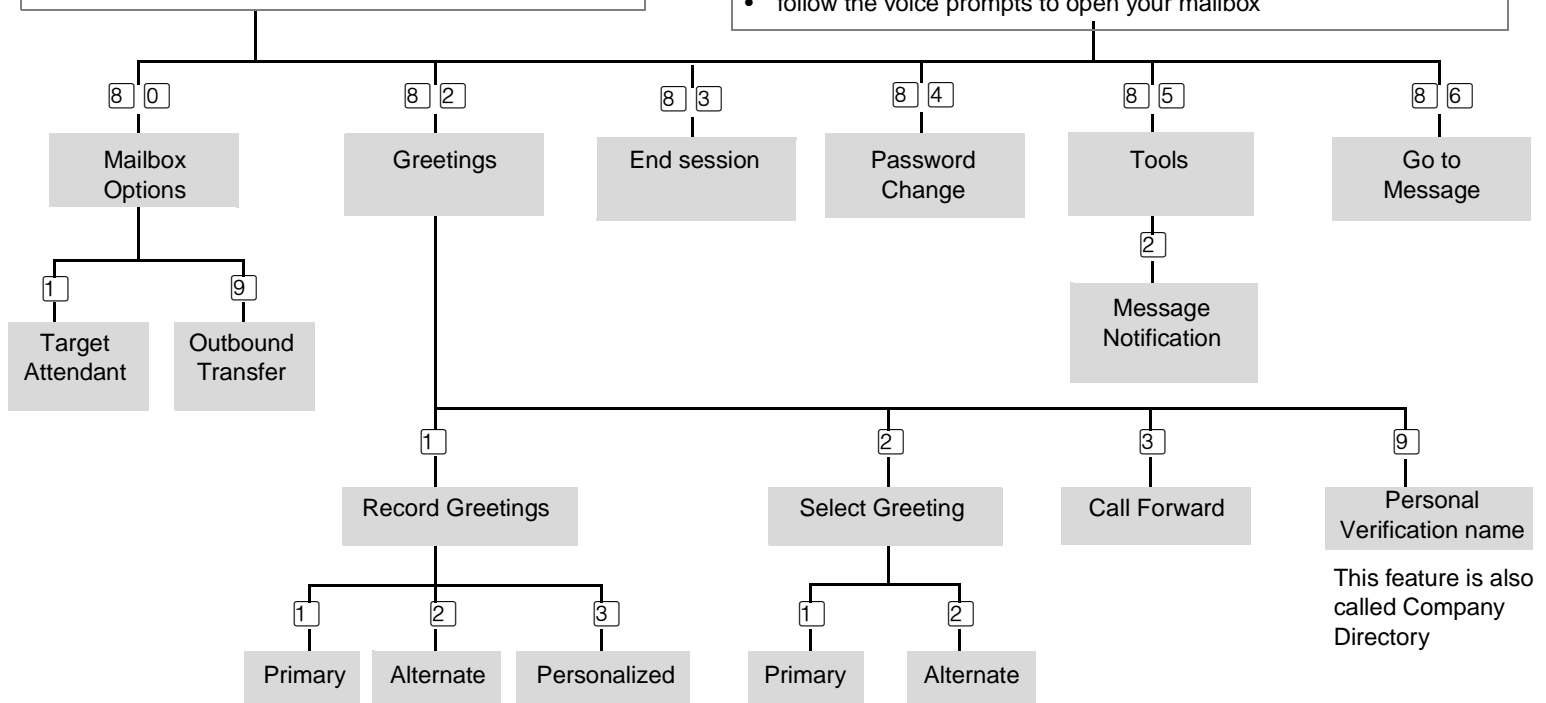 • follow the voice prompts to open your mailbox
8 0
8 2
8 3
8 4
8 5
8 6
Mailbox
Options
Greetings
End session
Password
Change
Tools
Go to
Message
2
1
9
Message
Notification
Target
Attendant
Outbound
Transfer
1
2
3
9
Record Greetings
Select Greeting
Call Forward
Personal
Verification name
This feature is also
called Company
Directory
1
2
3
1
2
Primary
Alternate
Personalized
Primary
Alternate